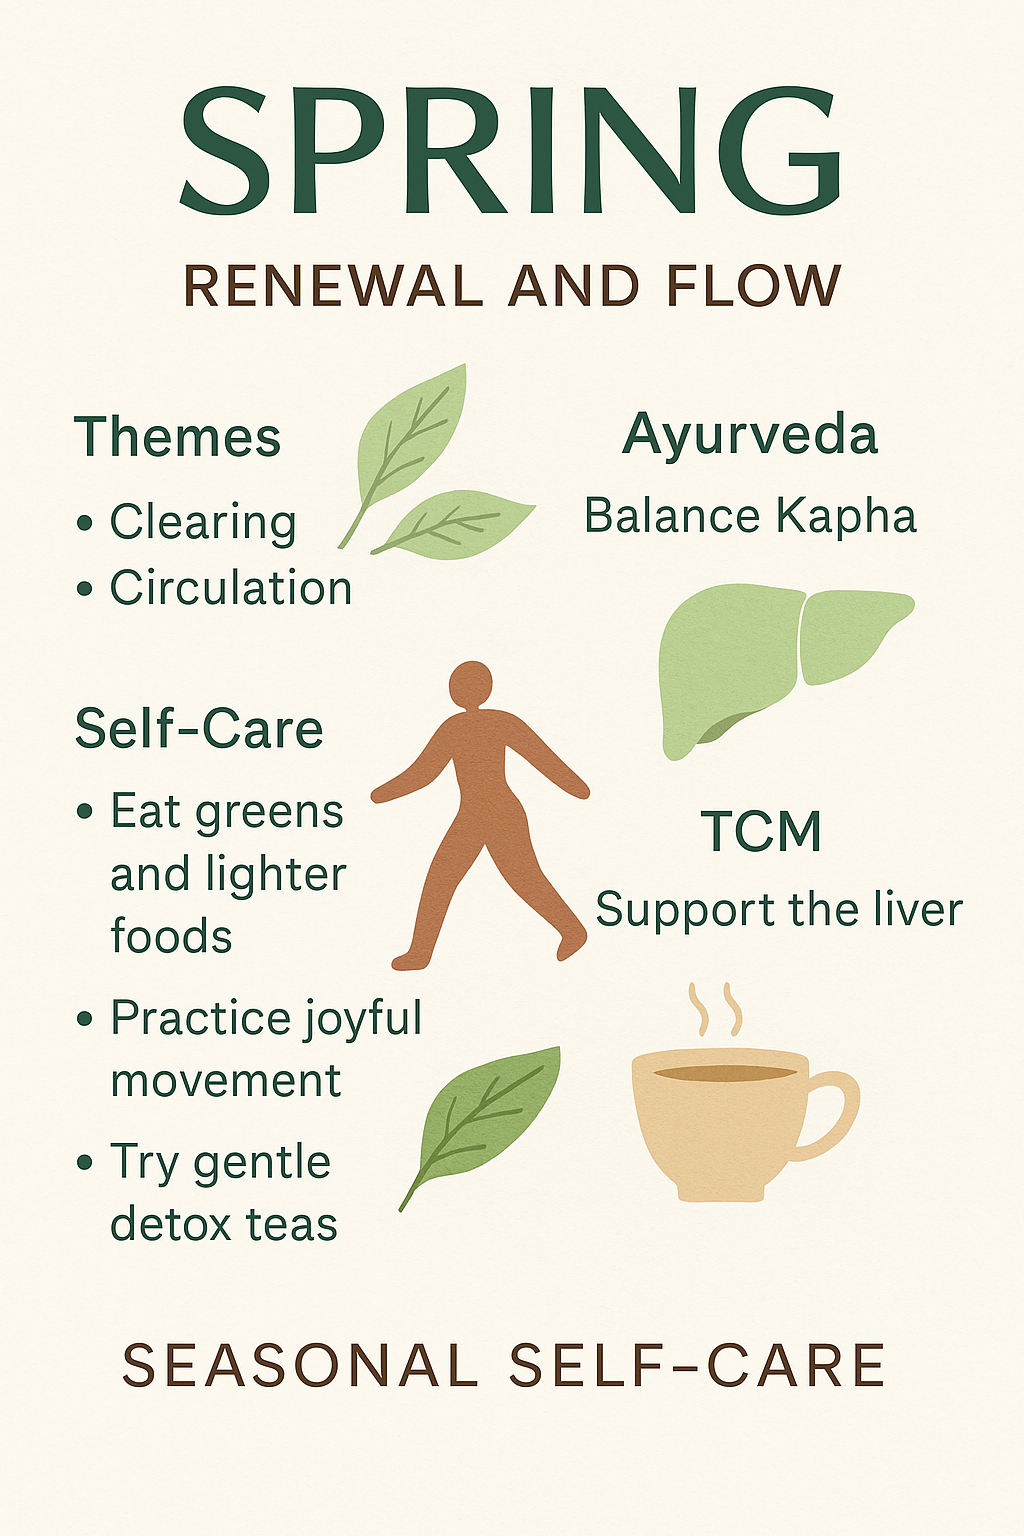 SPRING
RENEWAL AND FLOW
Themes
• Clearing
• Circulation
Self-Care
• Eat greens
and lighter
foods
• Practice joyful
movement
• Try gentle
detox teas
Ayurveda
Balance Kapha
TCM
Support the liver
SEASONAL SELF-CARE